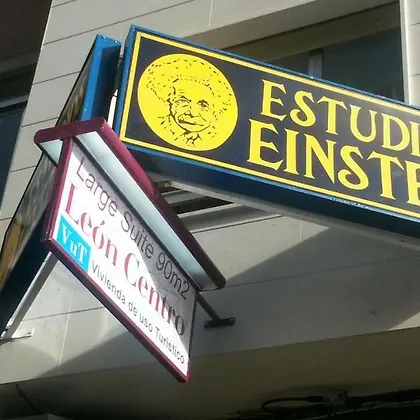 ESTUDI
EINSTE
Large Suite 90m2
León Centro
VuT Vivienda de uso Turístico